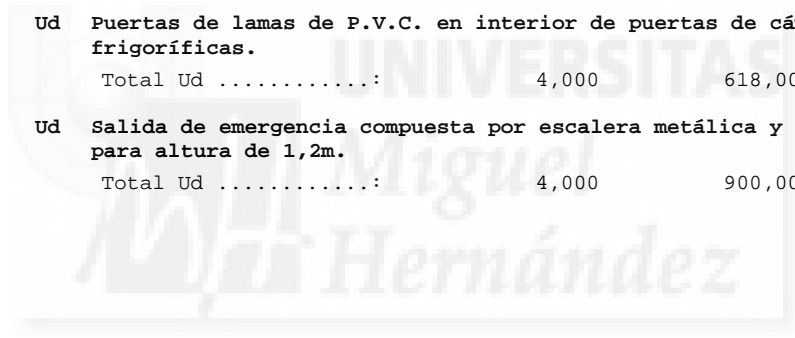 Ud Puertas de lamas de P.V.C. en interior de puertas de
frigoríficas.
Total Ud ............: 4,000 618,00
Ud Salida de emergencia compuesta por escalera metálica y
para altura de 1,2m.
Total Ud ............: 4,000 900,00
UNIVERSITAS
Miguel
Hernández